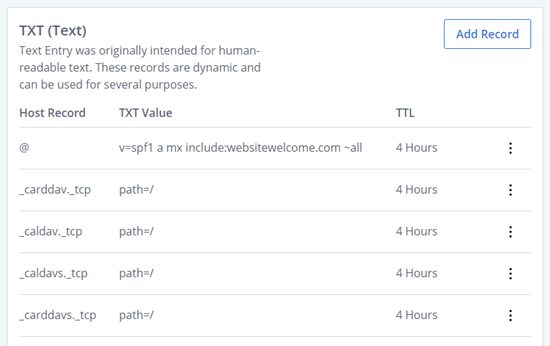 TXT (Text)
Add Record
Text Entry was originally intended for human-
readable text. These records are dynamic and
can be used for several purposes.
Host Record TXT Value TTL
@ v=spf1 a mx include:websitewelcome.com ~all 4 Hours
_carddav._tcp path=/ 4 Hours
_caldav._tcp path=/ 4 Hours
_caldavs._tcp path=/ 4 Hours
_carddavs._tcp path=/ 4 Hours